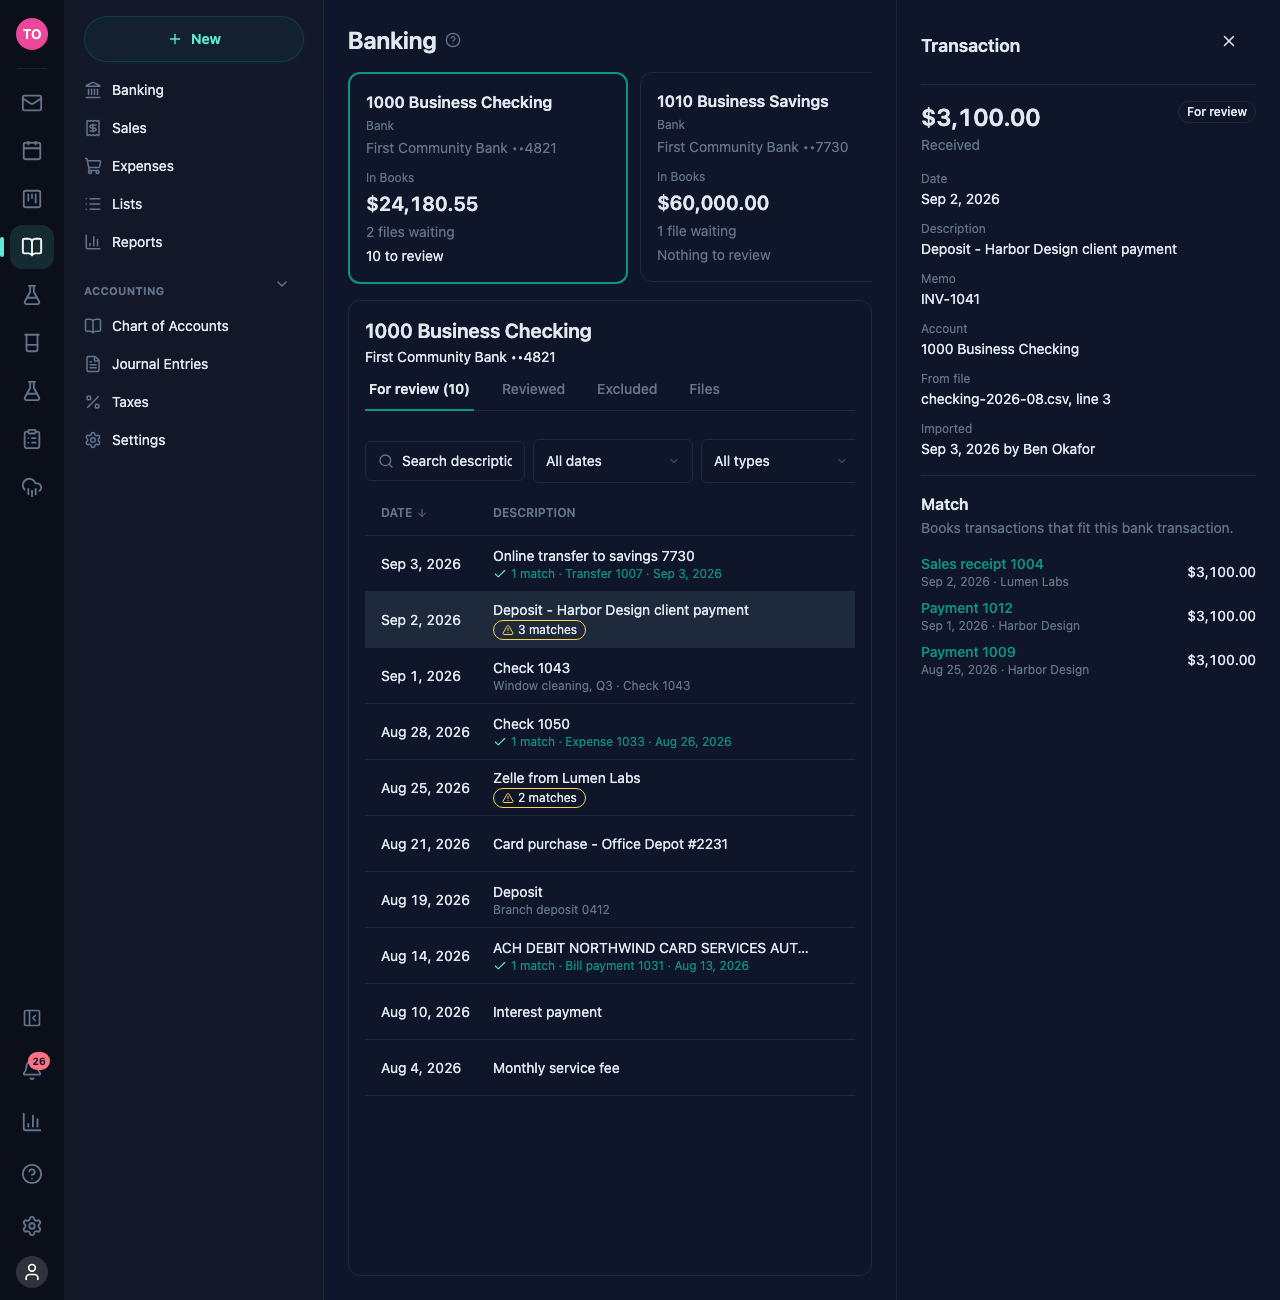 TO
New
Banking
Sales
Expenses
Lists
Reports
ACCOUNTING
Chart of Accounts
Journal Entries
Taxes
Settings
26
Banking
1000 Business Checking
Bank
First Community Bank ••4821
In Books
$24,180.55
2 files waiting
10 to review
1010 Business Savings
Bank
First Community Bank ••7730
In Books
$60,000.00
1 file waiting
Nothing to review
1000 Business Checking
First Community Bank ••4821
For review (10)
Reviewed
Excluded
Files
Search descriptic
All dates
All types
DATE
DESCRIPTION
Sep 3, 2026
Online transfer to savings 7730
1 match · Transfer 1007 · Sep 3, 2026
Sep 2, 2026
Deposit - Harbor Design client payment
3 matches
Sep 1, 2026
Check 1043
Window cleaning, Q3 · Check 1043
Aug 28, 2026
Check 1050
1 match · Expense 1033 · Aug 26, 2026
Aug 25, 2026
Zelle from Lumen Labs
2 matches
Aug 21, 2026
Card purchase - Office Depot #2231
Aug 19, 2026
Deposit
Branch deposit 0412
Aug 14, 2026
ACH DEBIT NORTHWIND CARD SERVICES AUT...
1 match · Bill payment 1031 · Aug 13, 2026
Aug 10, 2026
Interest payment
Aug 4, 2026
Monthly service fee
Transaction
$3,100.00
For review
Received
Date
Sep 2, 2026
Description
Deposit - Harbor Design client payment
Memo
INV-1041
Account
1000 Business Checking
From file
checking-2026-08.csv, line 3
Imported
Sep 3, 2026 by Ben Okafor
Match
Books transactions that fit this bank transaction.
Sales receipt 1004
Sep 2, 2026 · Lumen Labs
$3,100.00
Payment 1012
Sep 1, 2026 · Harbor Design
$3,100.00
Payment 1009
Aug 25, 2026 · Harbor Design
$3,100.00